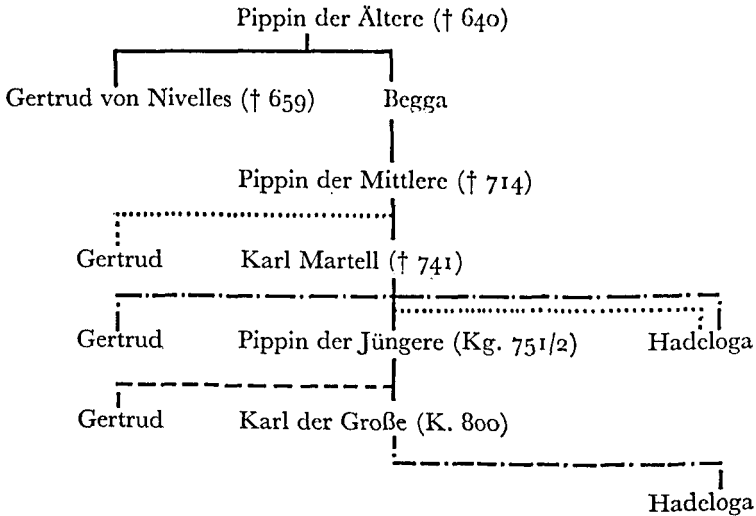 Pippin der Ältere († 640)
Gertrud von Nivelles († 659) Begga
Pippin der Mittlere († 714)
Gertrud Karl Martell († 741)
Gertrud Pippin der Jüngere (Kg. 751/2) Hadeloga
Gertrud Karl der Große (K. 800)
Hadeloga